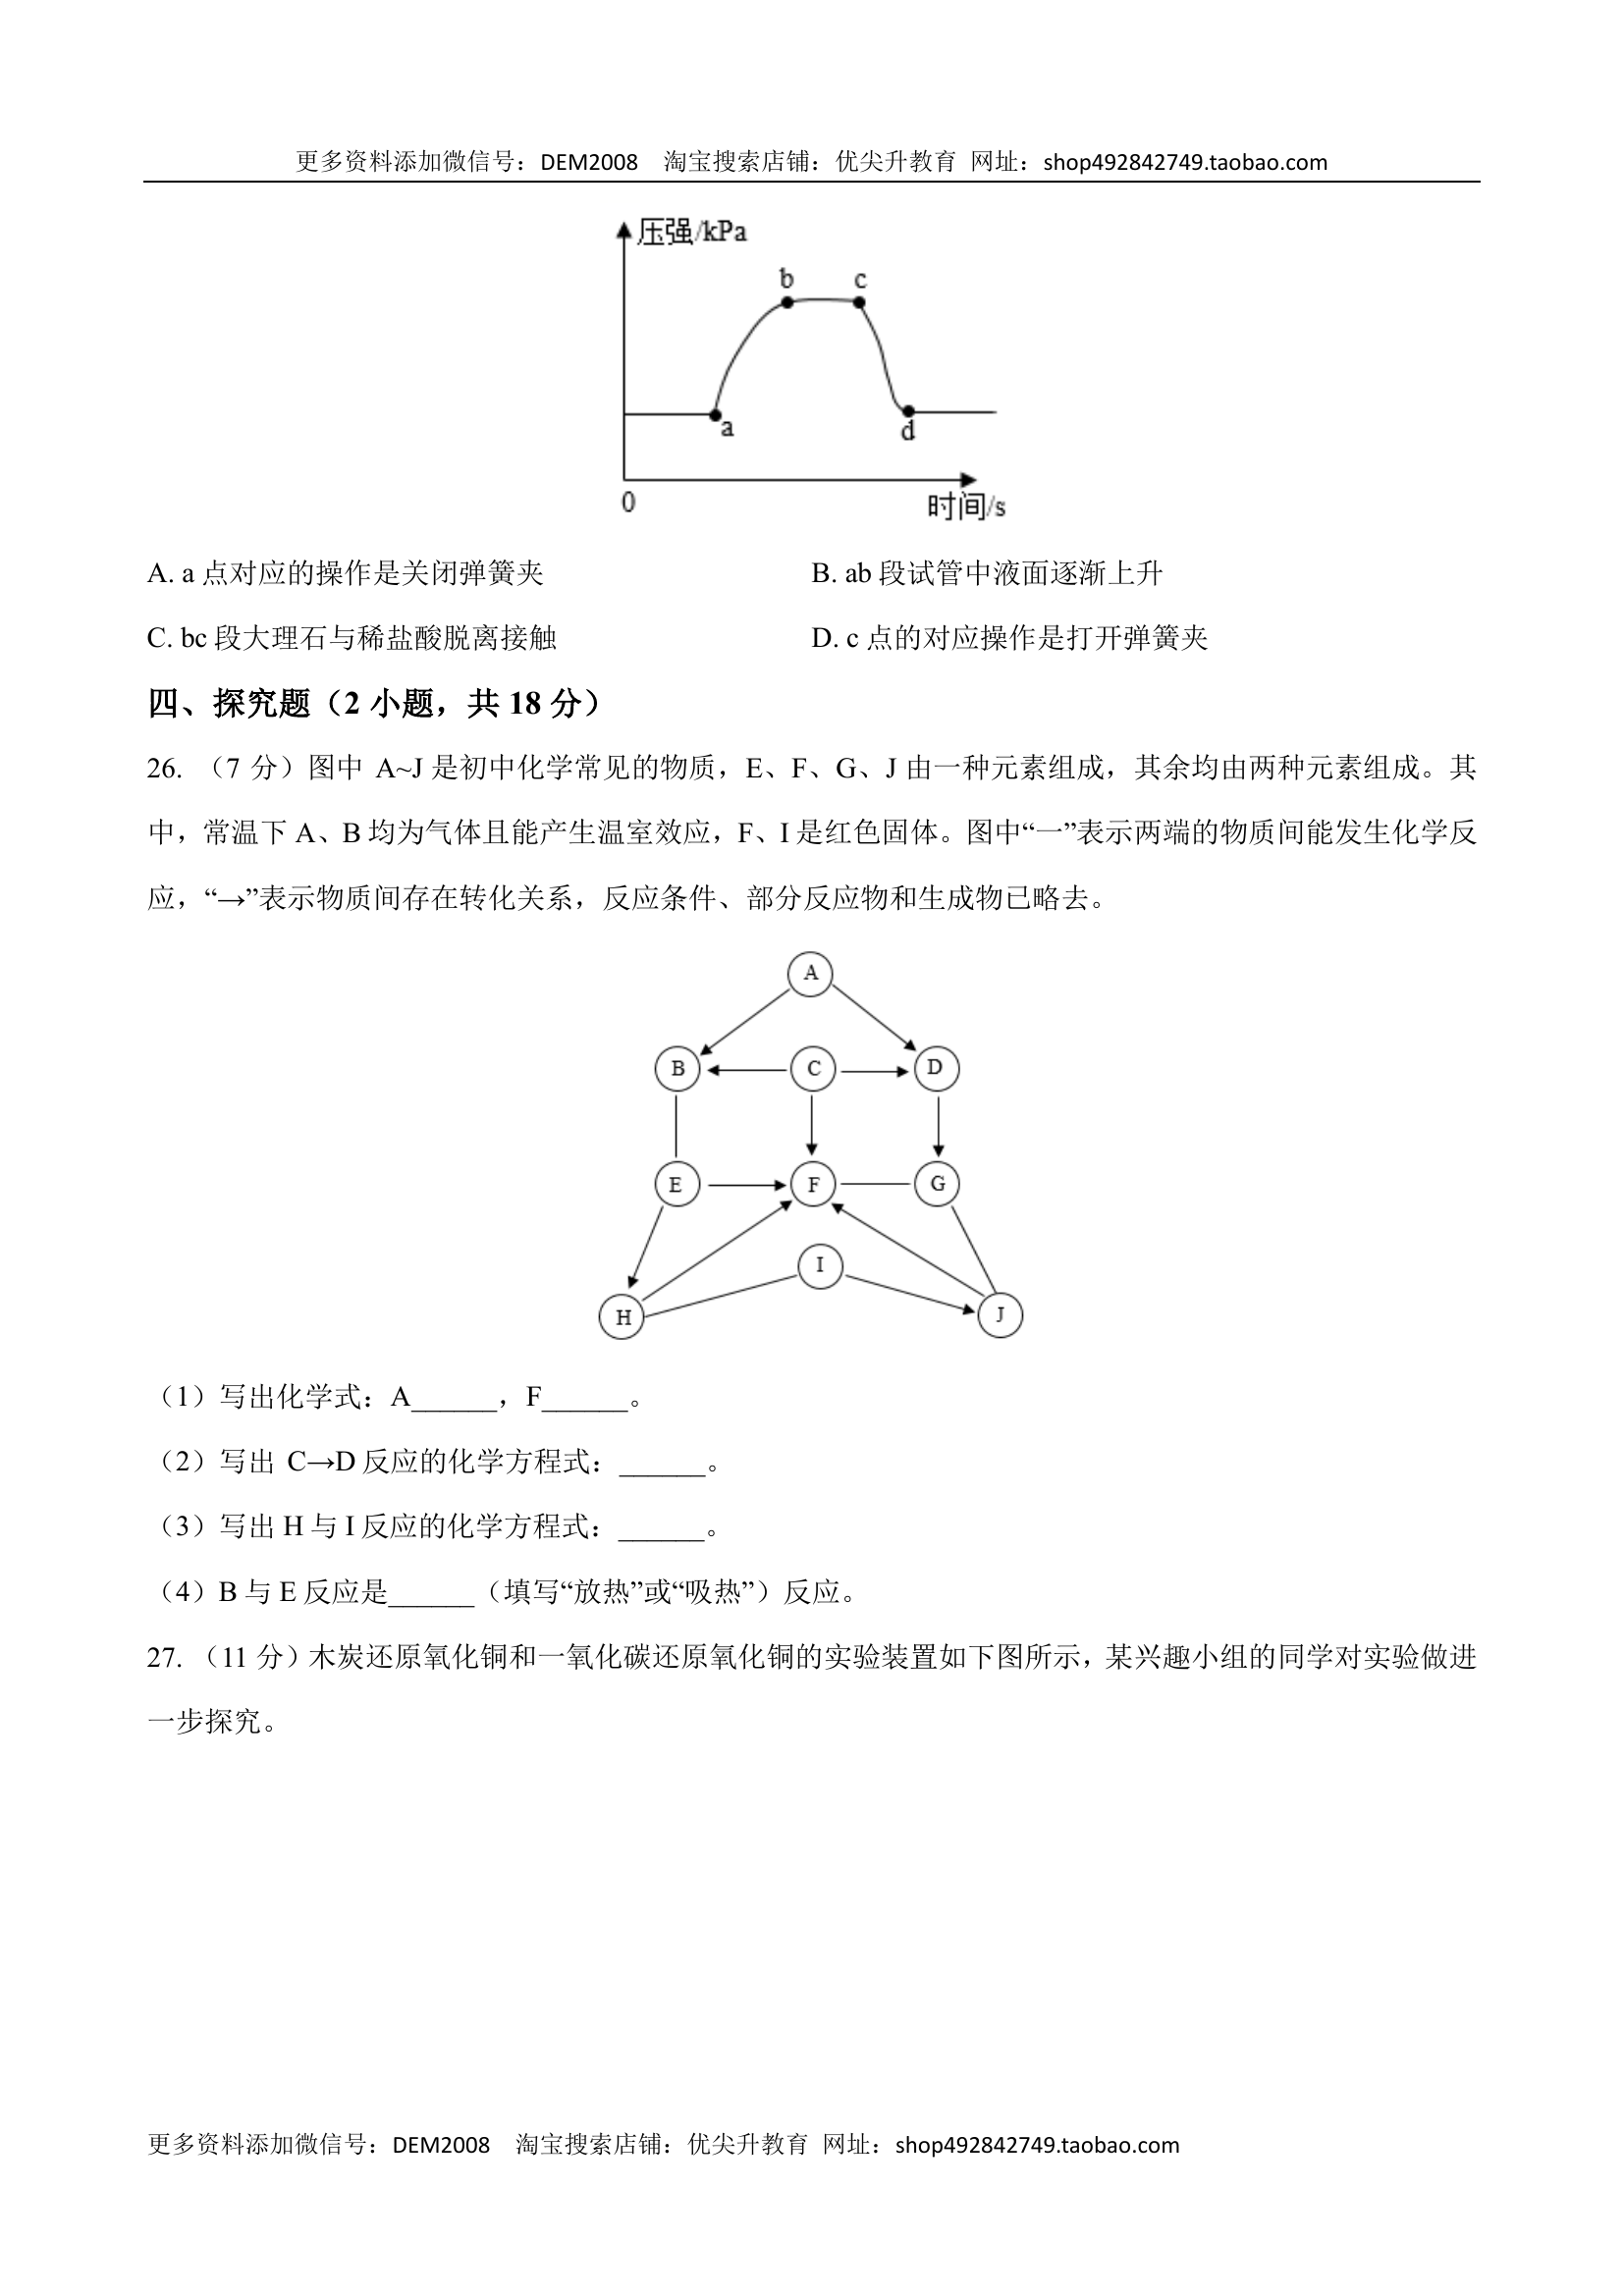 更多资料添加微信号：DEM2008 淘宝搜索店铺：优尖升教育 网址：shop492842749.taobao.com
压强/kPa
b c
a d
0
时间/s
A. a 点对应的操作是关闭弹簧夹 B. ab 段试管中液面逐渐上升
C. bc 段大理石与稀盐酸脱离接触 D. c 点的对应操作是打开弹簧夹
四、探究题（2 小题，共 18 分）
26. （7 分）图中 A~J 是初中化学常见的物质，E、F、G、J 由一种元素组成，其余均由两种元素组成。其
中，常温下 A、B 均为气体且能产生温室效应，F、I 是红色固体。图中“一”表示两端的物质间能发生化学反
应，“→”表示物质间存在转化关系，反应条件、部分反应物和生成物已略去。
A
B C D
E F G
I
H J
（1）写出化学式：A______，F______。
（2）写出 C→D 反应的化学方程式：______。
（3）写出 H 与 I 反应的化学方程式：______。
（4）B 与 E 反应是______（填写“放热”或“吸热”）反应。
27. （11 分）木炭还原氧化铜和一氧化碳还原氧化铜的实验装置如下图所示，某兴趣小组的同学对实验做进
一步探究。
更多资料添加微信号：DEM2008 淘宝搜索店铺：优尖升教育 网址：shop492842749.taobao.com